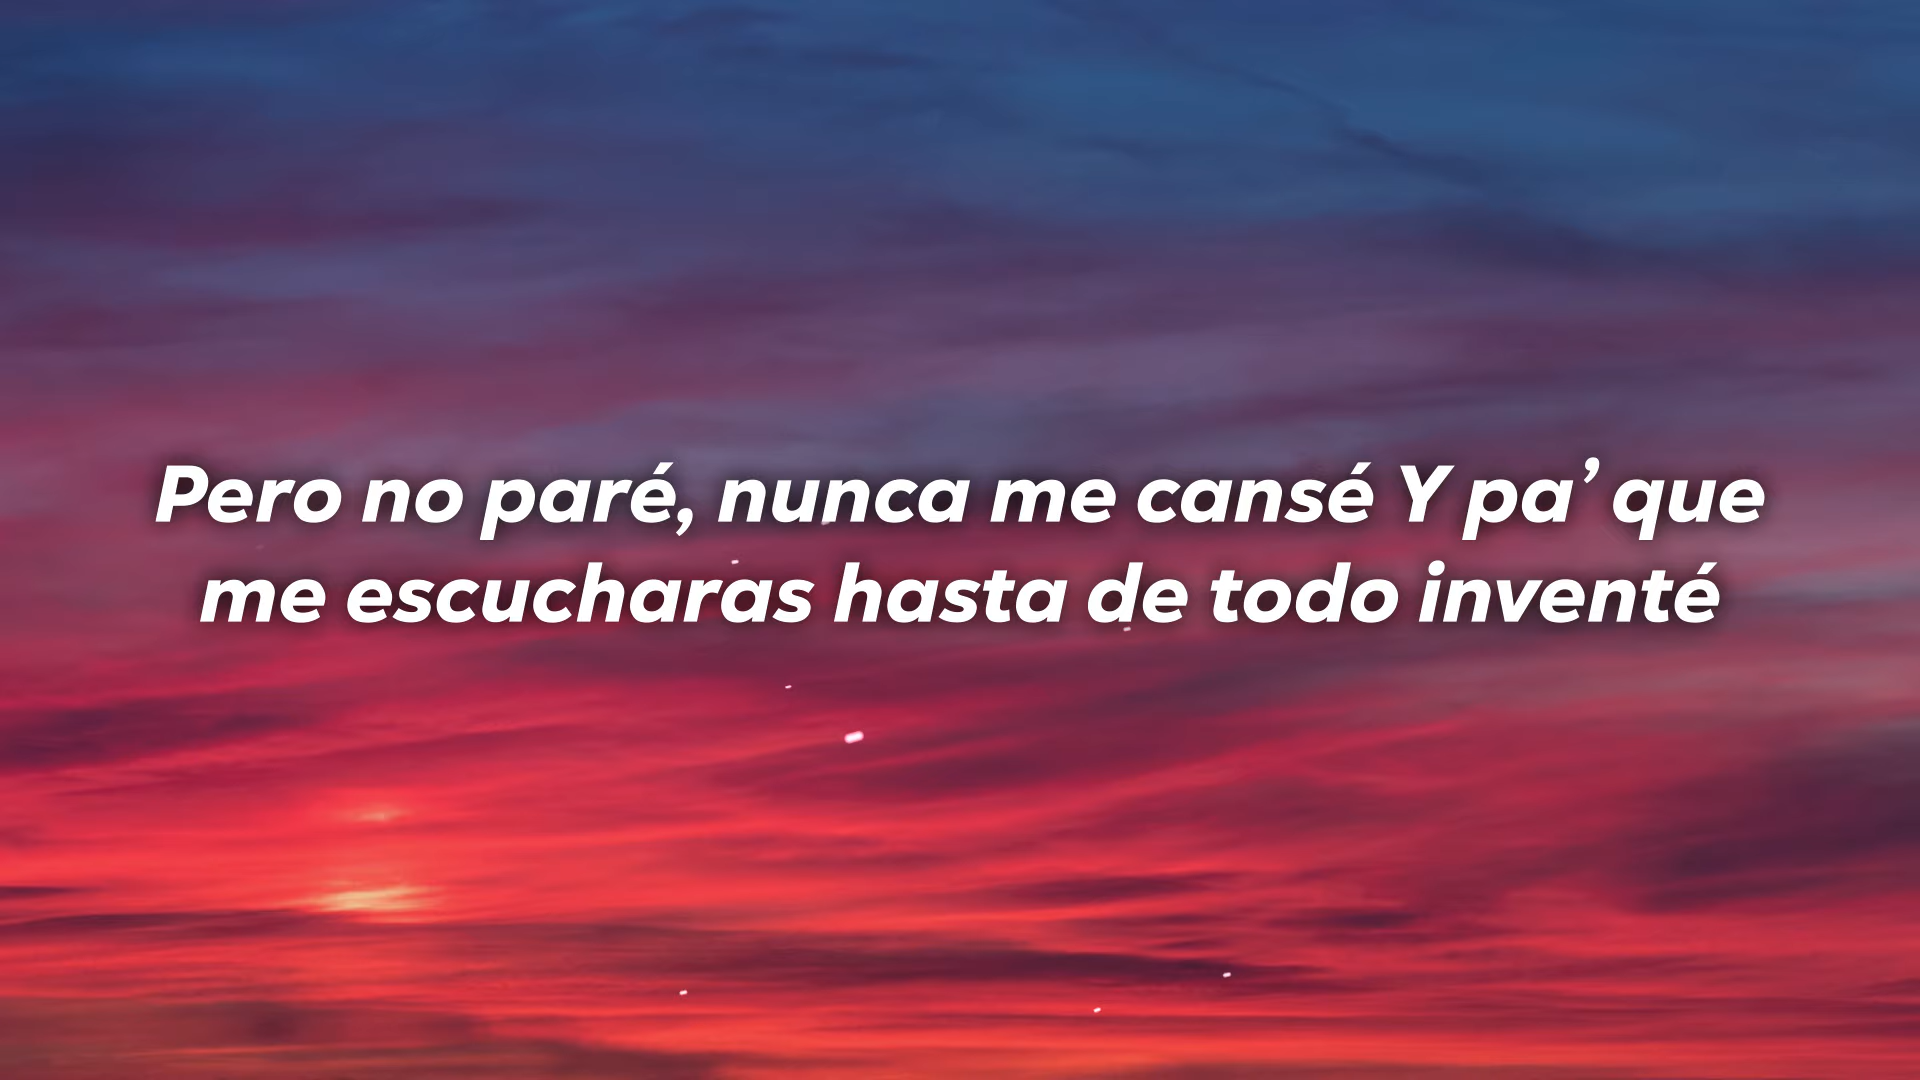 Pero no paré, nunca me cansé Y pa’ que
me escucharas hasta de todo inventé